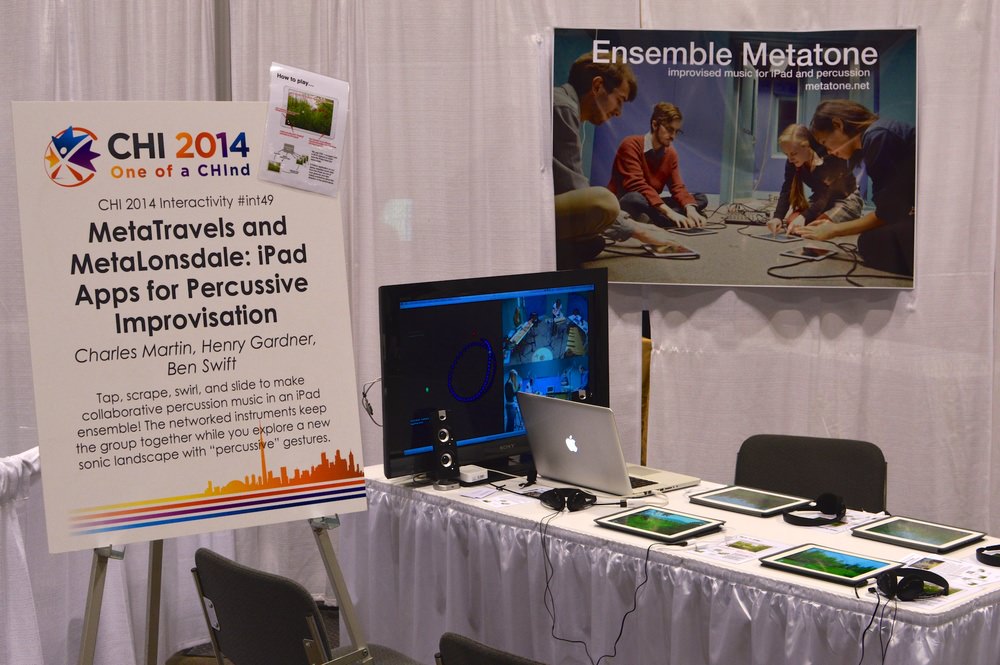 How to play...
CHI 2014
One of a CHInd
CHI 2014 Interactivity #int49
MetaTravels and
MetaLonsdale: iPad
Apps for Percussive
Improvisation
Charles Martin, Henry Gardner,
Ben Swift
Tap, scrape, swirl, and slide to make
collaborative percussion music in an iPad
ensemble! The networked instruments keep
the group together while you explore a new
sonic landscape with “percussive” gestures.
Ensemble Metatone
improvised music for iPad and percussion
metatone.net
SONY